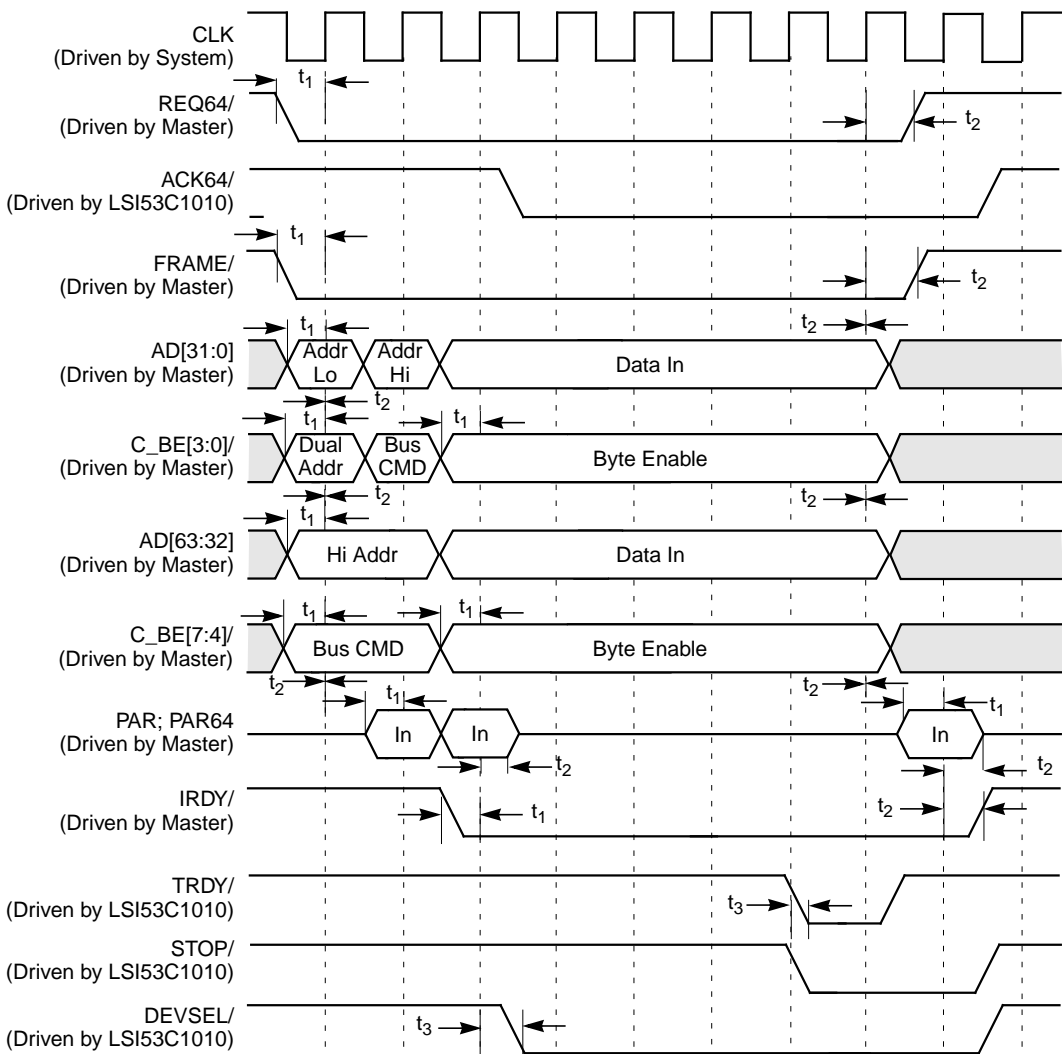 CLK
(Driven by System)
t1
REQ64/
(Driven by Master)
t2
ACK64/
(Driven by LSI53C1010)
t1
FRAME/
(Driven by Master)
t2
t1
t2
AD[31:0]
(Driven by Master)
Addr
Lo
Addr
Hi
Data In
t2
t1
t1
C_BE[3:0]/
(Driven by Master)
Dual
Addr
Bus
CMD
Byte Enable
t2
t2
t1
AD[63:32]
(Driven by Master)
Hi Addr
Data In
t1
t1
C_BE[7:4]/
(Driven by Master)
Bus CMD
Byte Enable
t2
t2
t1
t1
PAR; PAR64
(Driven by Master)
In
In
In
t2
t2
IRDY/
(Driven by Master)
t1
t2
TRDY/
(Driven by LSI53C1010)
t3
STOP/
(Driven by LSI53C1010)
DEVSEL/
(Driven by LSI53C1010)
t3